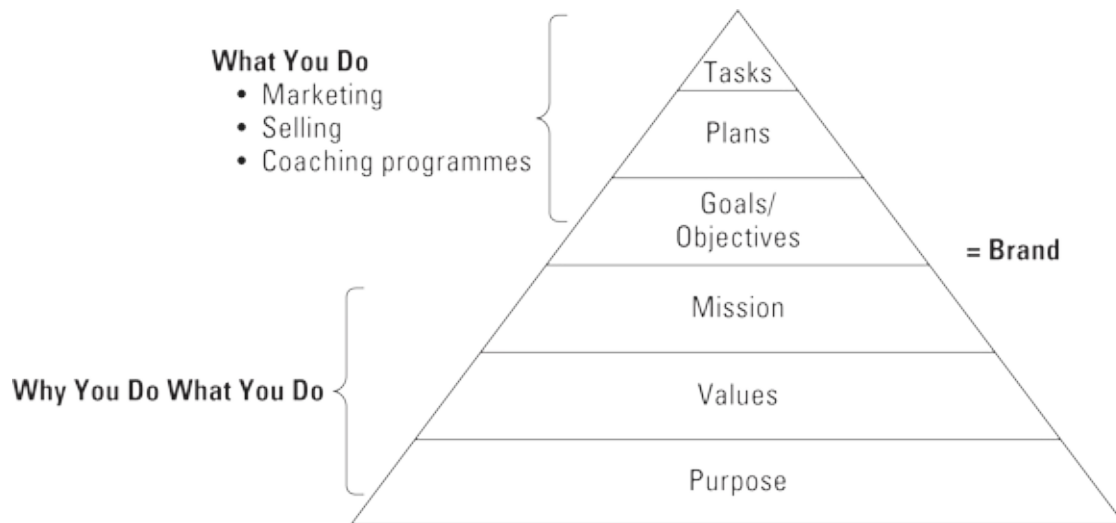 What You Do
• Marketing
• Selling
• Coaching programmes
Tasks
Plans
Goals/
Objectives
= Brand
Mission
Why You Do What You Do
Values
Purpose